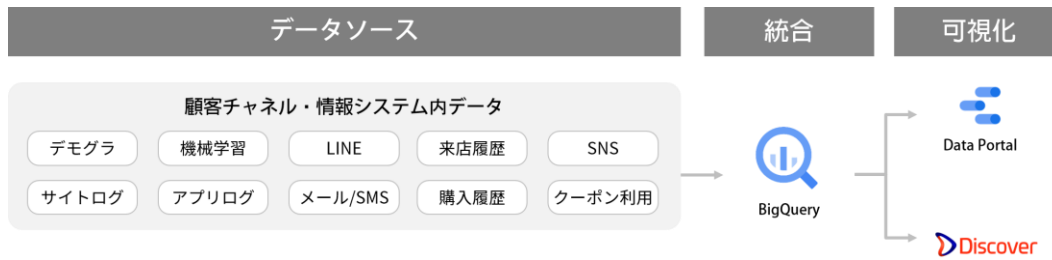 データソース
統合
可視化
顧客チャネル・情報システム内データ
デモグラ
機械学習
LINE
来店履歴
SNS
サイトログ
アプリログ
メール/SMS
購入履歴
クーポン利用
BigQuery
Data Portal
Discover